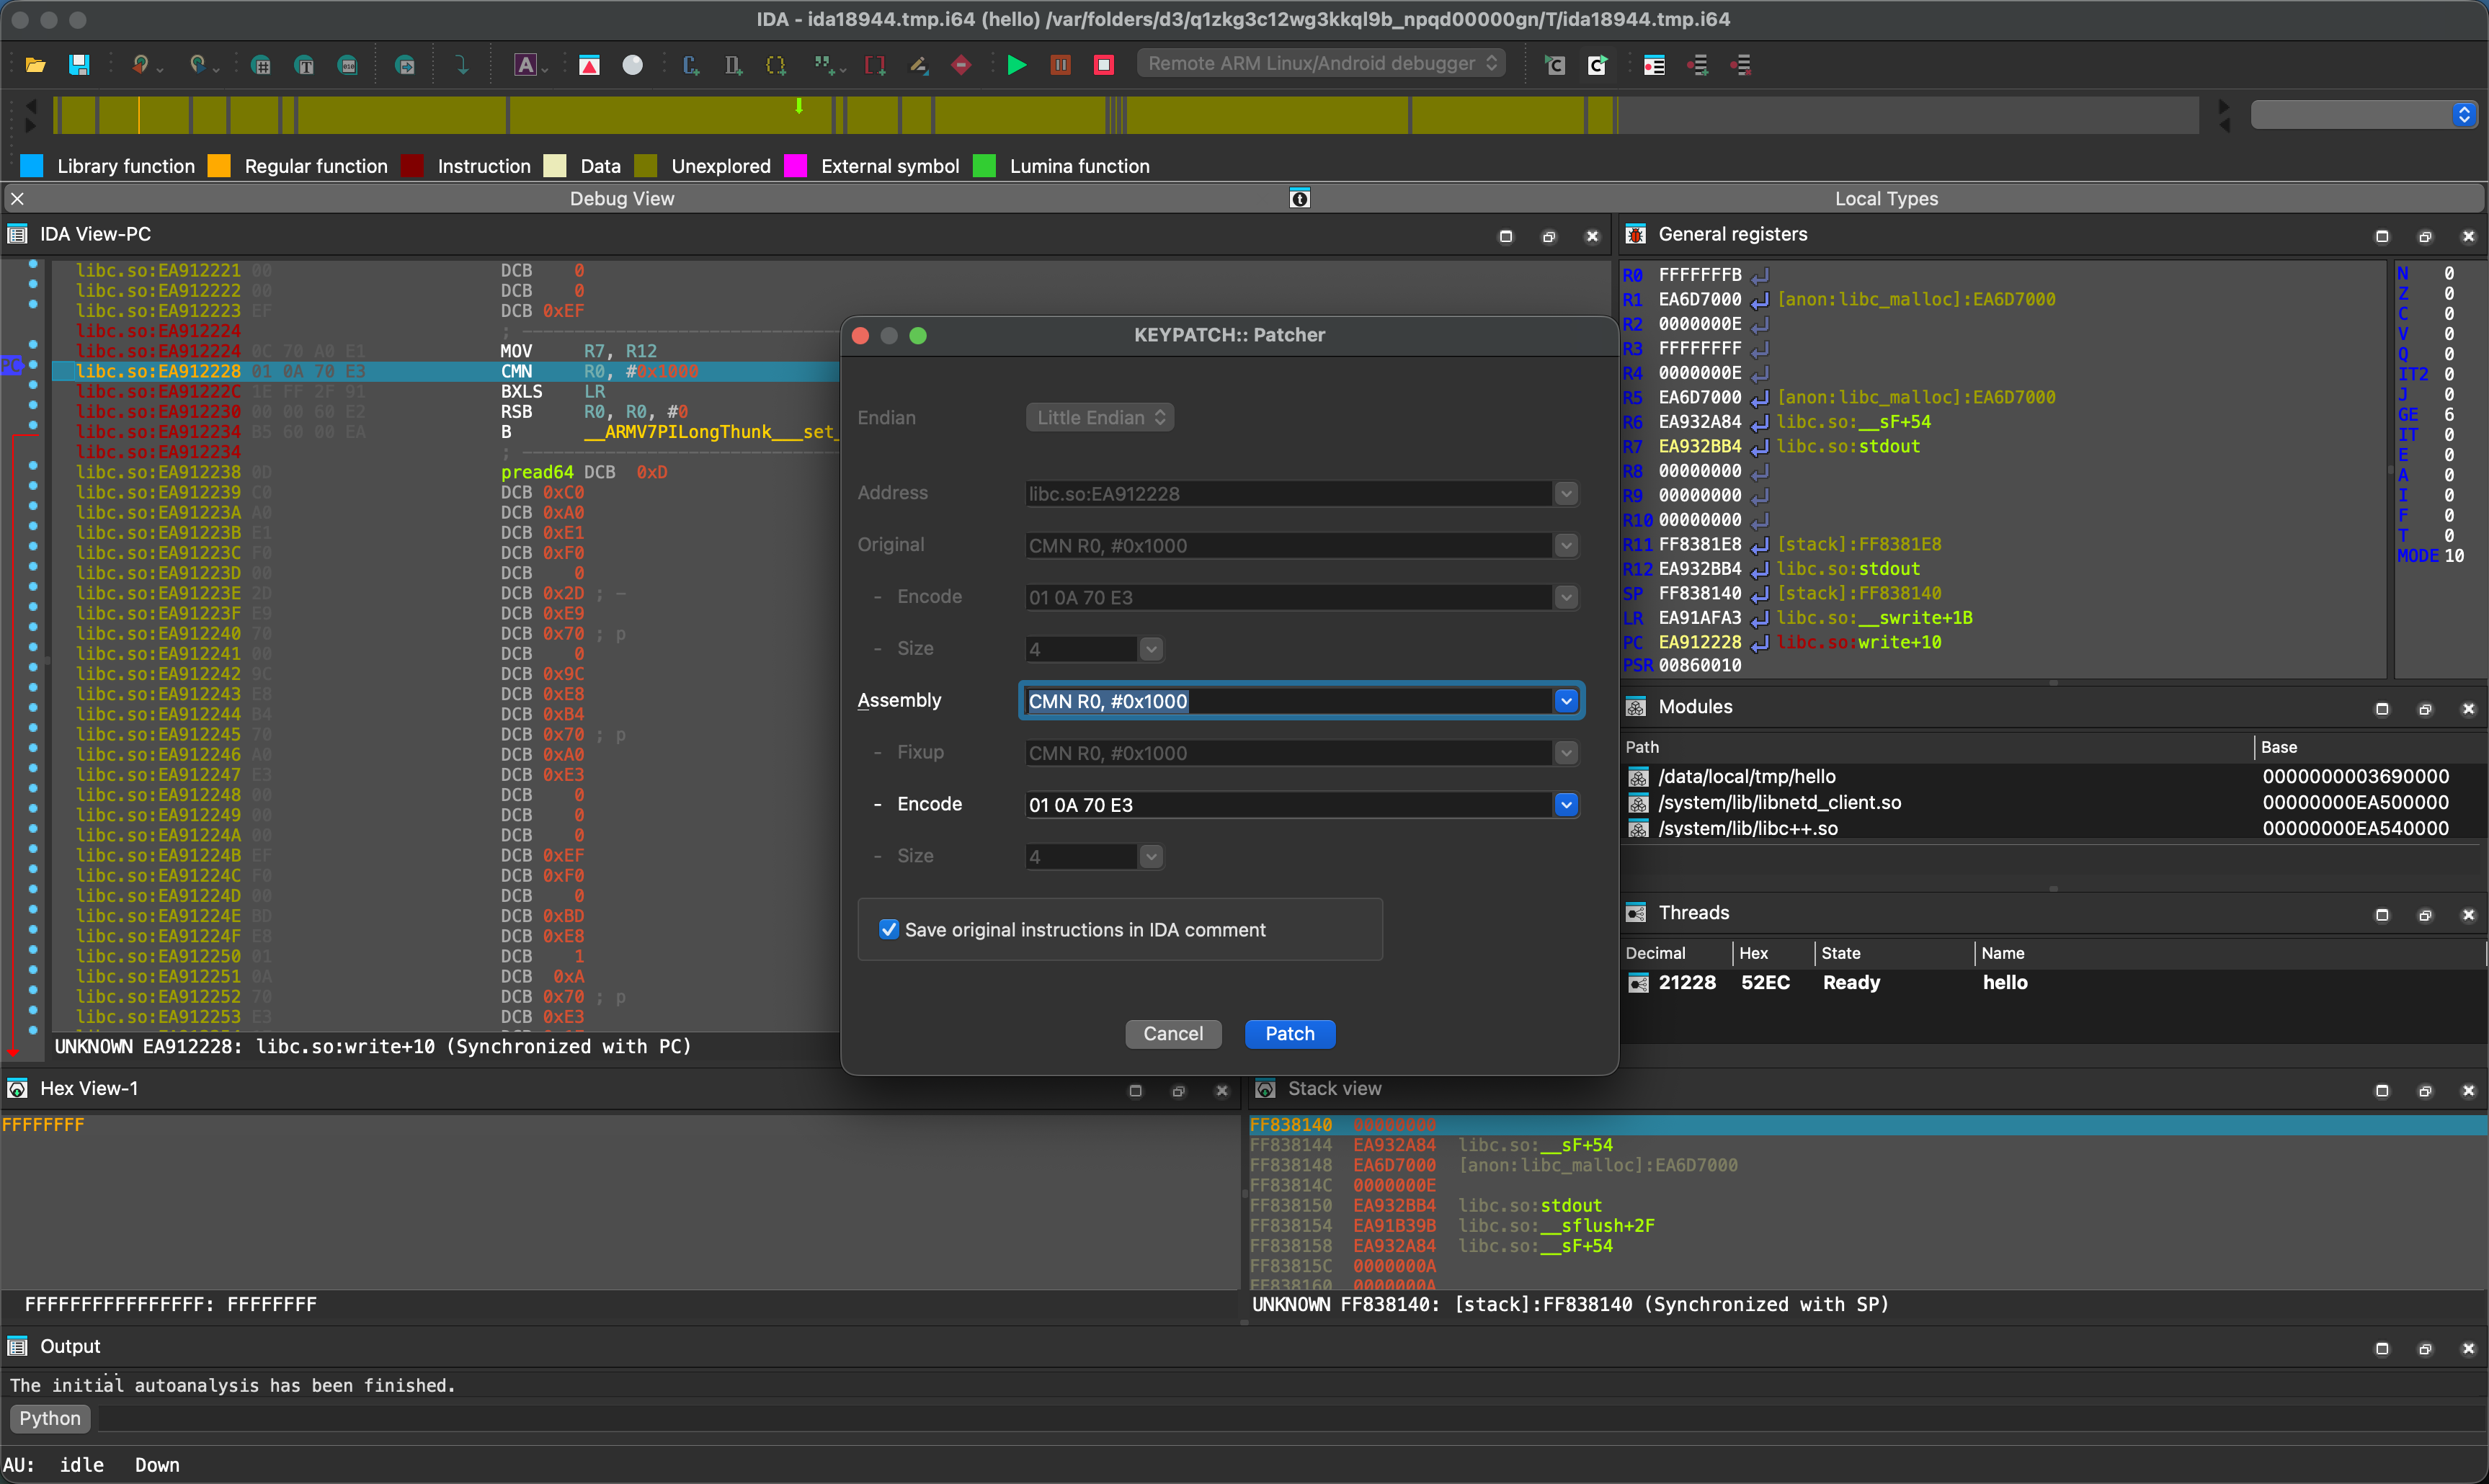 IDA - ida18944.tmp.i64 (hello) /var/folders/d3/q1zkg3c12wg3kkql9b_npqd00000gn/T/ida18944.tmp.i64
Remote ARM Linux/Android debugger
Library function Regular function Instruction Data Unexplored External symbol Lumina function
Debug View
Local Types
IDA View-PC
libc.so:EA912221 00 DCB 0
libc.so:EA912222 00 DCB 0
libc.so:EA912223 EF DCB 0xEF
libc.so:EA912224 ; ----------
libc.so:EA912224 0C 70 A0 E1 MOV R7, R12
PC
libc.so:EA912228 01 0A 70 E3 CMN R0, #0x1000
libc.so:EA91222C 1E FF 2F 91 BXLS LR
libc.so:EA912230 00 00 60 E2 RSB R0, R0, #0
libc.so:EA912234 B5 60 00 EA B __ARMV7PILongThunk___set_
libc.so:EA912234 ; ----------
libc.so:EA912238 0D pread64 DCB 0xD
libc.so:EA912239 C0 DCB 0xC0
libc.so:EA91223A A0 DCB 0xA0
libc.so:EA91223B E1 DCB 0xE1
libc.so:EA91223C F0 DCB 0xF0
libc.so:EA91223D 00 DCB 0
libc.so:EA91223E 2D DCB 0x2D ; -
libc.so:EA91223F E9 DCB 0xE9
libc.so:EA912240 70 DCB 0x70 ; p
libc.so:EA912241 00 DCB 0
libc.so:EA912242 9C DCB 0x9C
libc.so:EA912243 E8 DCB 0xE8
libc.so:EA912244 B4 DCB 0xB4
libc.so:EA912245 70 DCB 0x70 ; p
libc.so:EA912246 A0 DCB 0xA0
libc.so:EA912247 E3 DCB 0xE3
libc.so:EA912248 00 DCB 0
libc.so:EA912249 00 DCB 0
libc.so:EA91224A 00 DCB 0
libc.so:EA91224B EF DCB 0xEF
libc.so:EA91224C F0 DCB 0xF0
libc.so:EA91224D 00 DCB 0
libc.so:EA91224E BD DCB 0xBD
libc.so:EA91224F E8 DCB 0xE8
libc.so:EA912250 01 DCB 1
libc.so:EA912251 0A DCB 0xA
libc.so:EA912252 70 DCB 0x70 ; p
libc.so:EA912253 E3 DCB 0xE3
UNKNOWN EA912228: libc.so:write+10 (Synchronized with PC)
KEYPATCH:: Patcher
Endian Little Endian
Address libc.so:EA912228
Original CMN R0, #0x1000
- Encode 01 0A 70 E3
- Size 4
Assembly CMN R0, #0x1000
- Fixup CMN R0, #0x1000
- Encode 01 0A 70 E3
- Size 4
Save original instructions in IDA comment
Cancel Patch
General registers
R0 FFFFFFFB
R1 EA6D7000 [anon:libc_malloc]:EA6D7000
R2 0000000E
R3 FFFFFFFF
R4 0000000E
R5 EA6D7000 [anon:libc_malloc]:EA6D7000
R6 EA932A84 libc.so:__sF+54
R7 EA932BB4 libc.so:stdout
R8 00000000
R9 00000000
R10 00000000
R11 FF8381E8 [stack]:FF8381E8
R12 EA932BB4 libc.so:stdout
SP FF838140 [stack]:FF838140
LR EA91AFA3 libc.so:__swrite+1B
PC EA912228 libc.so:write+10
PSR 00860010
N 0
Z 0
C 0
V 0
Q 0
IT2 0
J 0
GE 6
IT 0
E 0
A 0
I 0
F 0
T 0
MODE 10
Modules
Path Base
/data/local/tmp/hello 0000000003690000
/system/lib/libnetd_client.so 00000000EA500000
/system/lib/libc++.so 00000000EA540000
Threads
Decimal Hex State Name
21228 52EC Ready hello
Hex View-1
FFFFFFFF
FFFFFFFFFFFFFFFF: FFFFFFFF
Stack view
FF838140 00000000
FF838144 EA932A84 libc.so:__sF+54
FF838148 EA6D7000 [anon:libc_malloc]:EA6D7000
FF83814C 0000000E
FF838150 EA932BB4 libc.so:stdout
FF838154 EA91B39B libc.so:__sflush+2F
FF838158 EA932A84 libc.so:__sF+54
FF83815C 0000000A
FF838160 0000000A
UNKNOWN FF838140: [stack]:FF838140 (Synchronized with SP)
Output
The initial autoanalysis has been finished.
Python
AU: idle Down